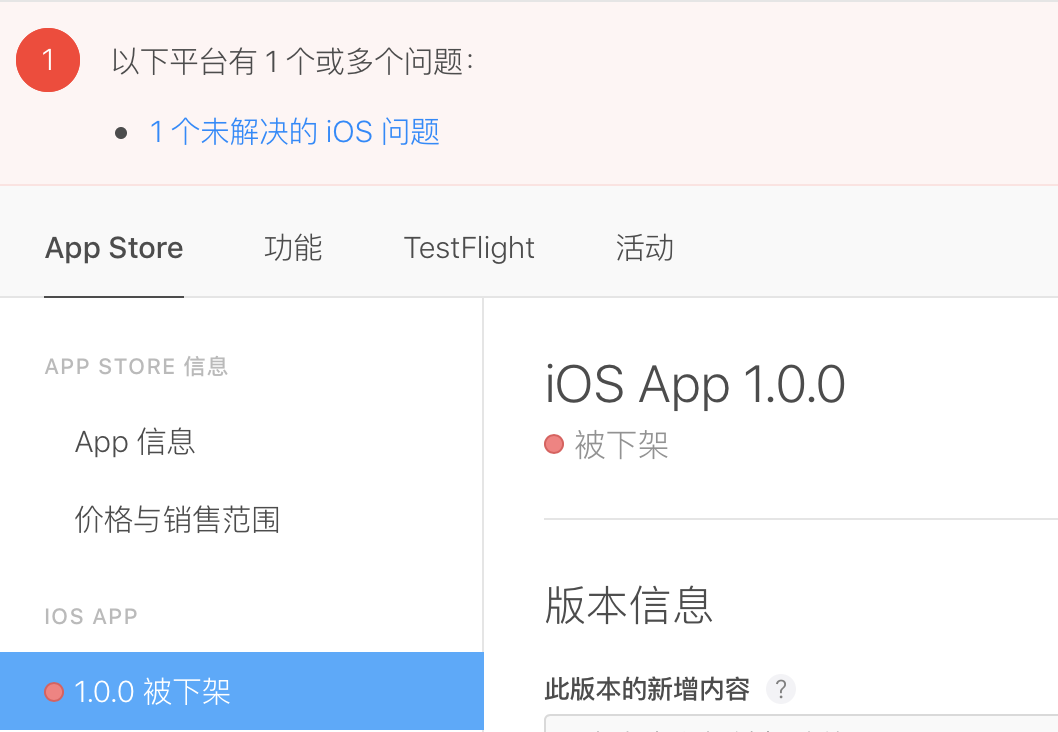 1
以下平台有 1 个或多个问题：
1 个未解决的 iOS 问题
App Store 功能 TestFlight 活动
APP STORE 信息
App 信息
价格与销售范围
IOS APP
1.0.0 被下架
iOS App 1.0.0
被下架
版本信息
此版本的新增内容 ?